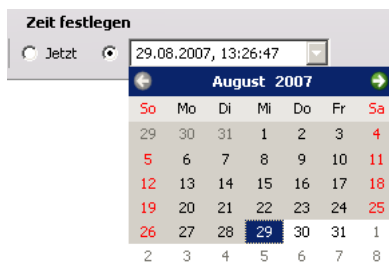 Zeit festlegen
Jetzt 29.08.2007, 13:26:47
August 2007
So Mo Di Mi Do Fr Sa
29 30 31 1 2 3 4
5 6 7 8 9 10 11
12 13 14 15 16 17 18
19 20 21 22 23 24 25
26 27 28 29 30 31 1
2 3 4 5 6 7 8